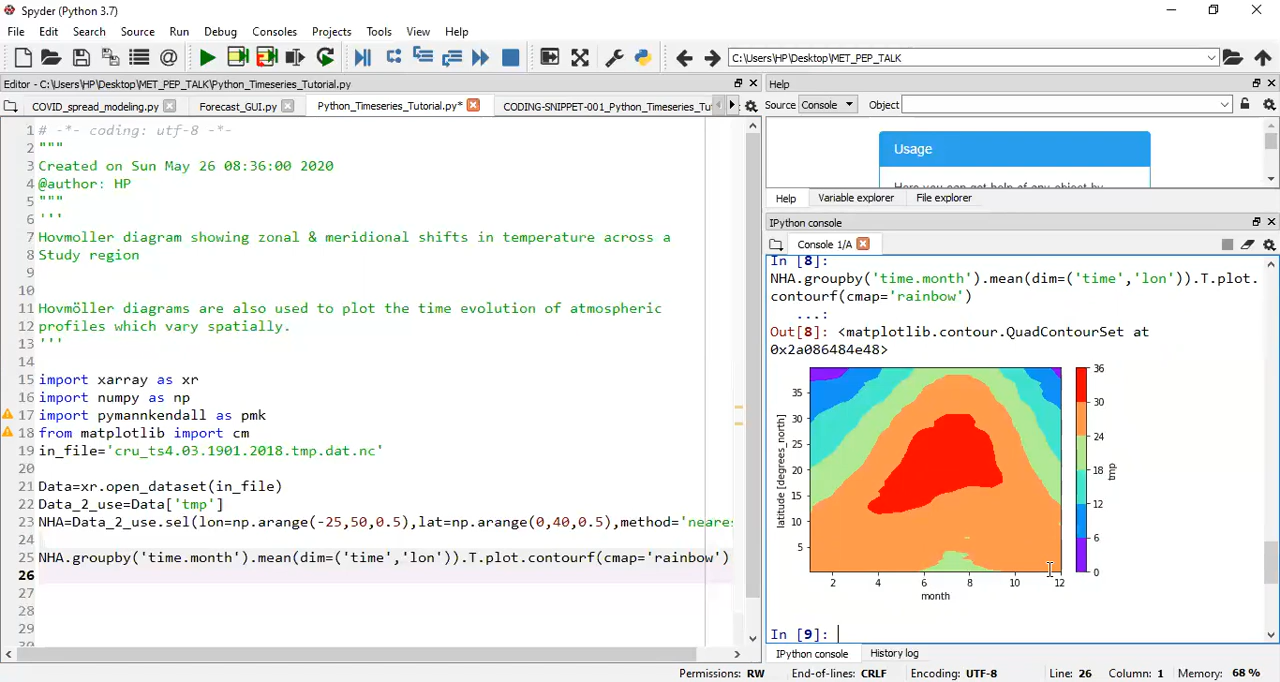 Spyder (Python 3.7)
File Edit Search Source Run Debug Consoles Projects Tools View Help
C:\Users\HP\Desktop\MET_PEP_TALK
Editor - C:\Users\HP\Desktop\MET_PEP_TALK\Python_Timeseries_Tutorial.py
COVID_spread_modeling.py Forecast_GUI.py Python_Timeseries_Tutorial.py* CODING-SNIPPET-001_Python_Timeseries_Tu
1 # -*- coding: utf-8 -*-
2 """
3 Created on Sun May 26 08:36:00 2020
4 @author: HP
5 """
6 '''
7 Hovmoller diagram showing zonal & meridional shifts in temperature across a
8 Study region
9
10
11 Hovmöller diagrams are also used to plot the time evolution of atmospheric
12 profiles which vary spatially.
13 '''
14
15 import xarray as xr
16 import numpy as np
17 import pymannkendall as pmk
18 from matplotlib import cm
19 in_file='cru_ts4.03.1901.2018.tmp.dat.nc'
20
21 Data=xr.open_dataset(in_file)
22 Data_2_use=Data['tmp']
23 NHA=Data_2_use.sel(lon=np.arange(-25,50,0.5),lat=np.arange(0,40,0.5),method='neares
24
25 NHA.groupby('time.month').mean(dim=('time','lon')).T.plot.contourf(cmap='rainbow')
26
27
28
29
Help
Source Console Object
Usage
Here you can get help of any object by
Help Variable explorer File explorer
IPython console
Console 1/A
In [8]:
NHA.groupby('time.month').mean(dim=('time','lon')).T.plot.
contourf(cmap='rainbow')
...:
Out[8]: <matplotlib.contour.QuadContourSet at
0x2a086484e48>
latitude [degrees_north]
35
30
25
20
15
10
5
2 4 6 8 10 12
month
36
30
24
18
12
6
0
tmp
In [9]:
IPython console History log
Permissions: RW End-of-lines: CRLF Encoding: UTF-8 Line: 26 Column: 1 Memory: 68 %